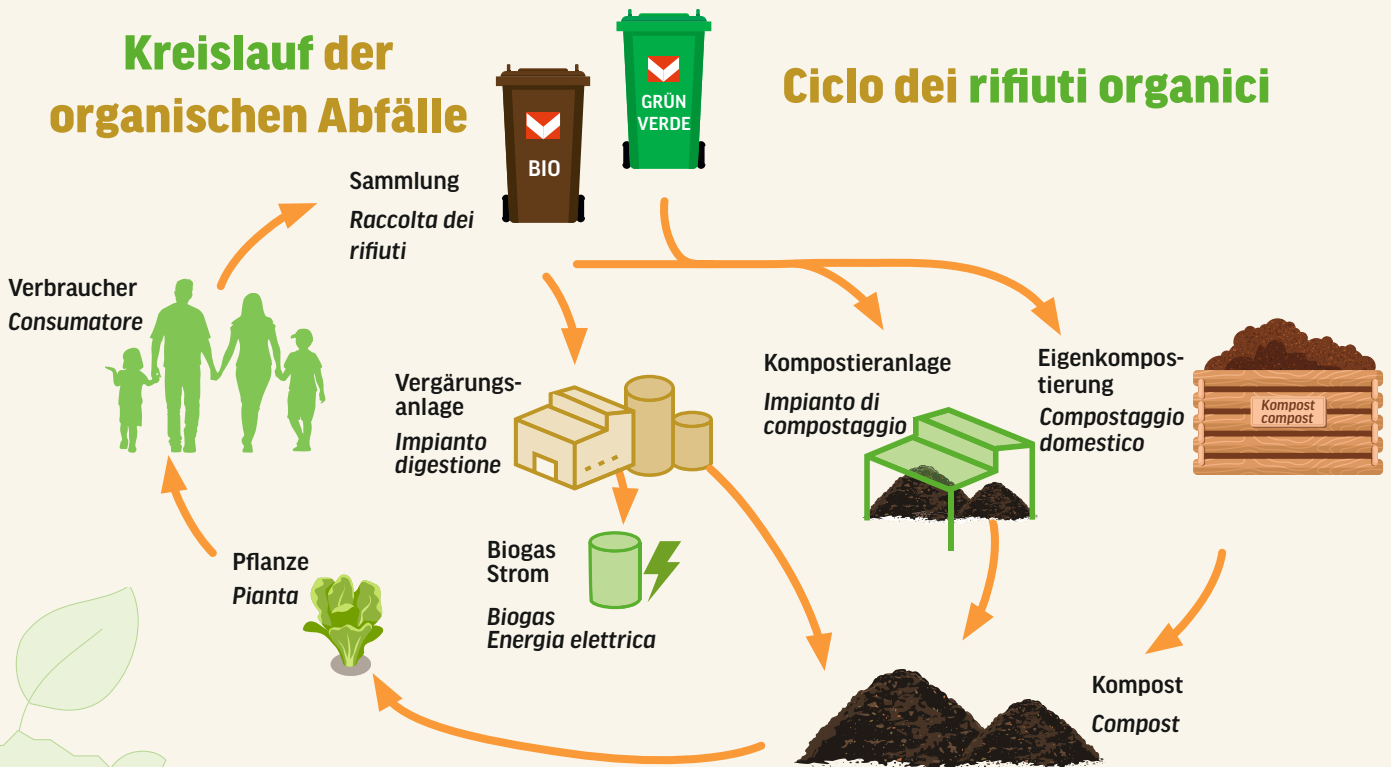 Kreislauf der
organischen Abfälle
BIO
GRÜN
VERDE
Ciclo dei rifiuti organici
Sammlung
Raccolta dei
rifiuti
Verbraucher
Consumatore
Vergärungs-
anlage
Impianto
digestione
Kompostieranlage
Impianto di
compostaggio
Eigenkompos-
tierung
Compostaggio
domestico
Kompost
compost
Biogas
Strom
Biogas
Energia elettrica
Pflanze
Pianta
Kompost
Compost